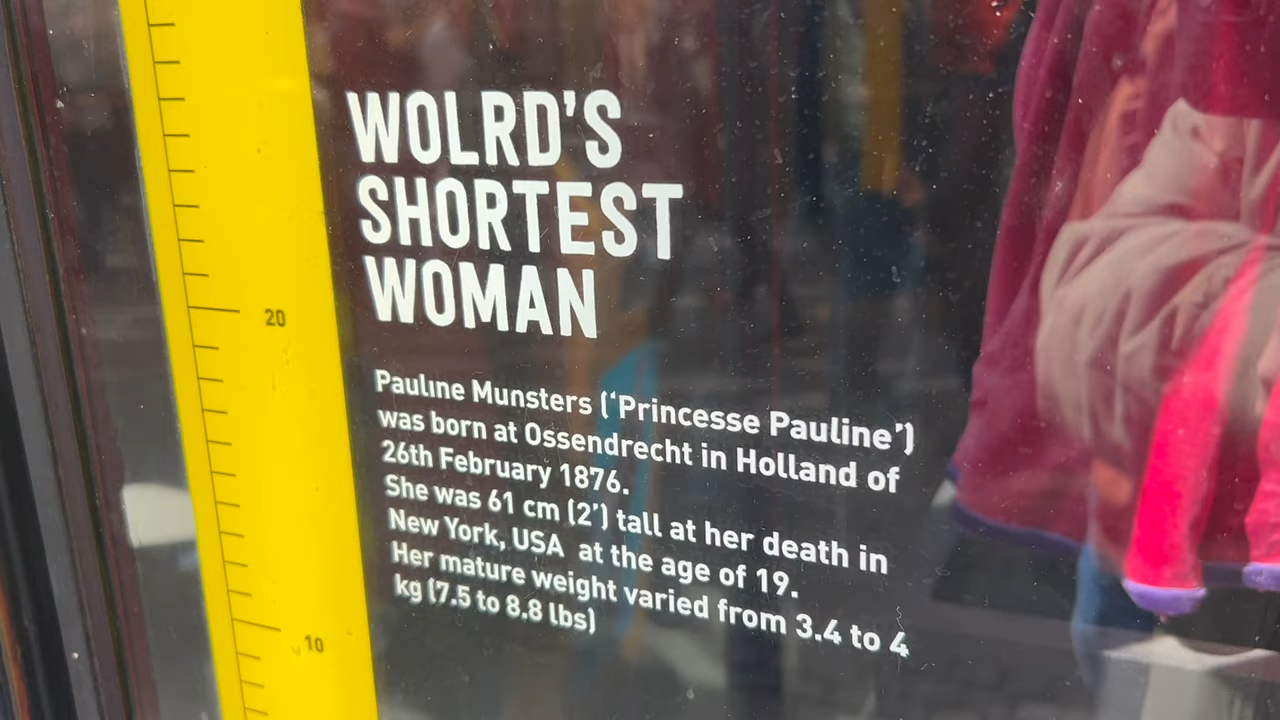 WOLRD'S
SHORTEST
WOMAN
Pauline Munsters ('Princesse Pauline')
was born at Ossendrecht in Holland of
26th February 1876.
She was 61 cm (2') tall at her death in
New York, USA at the age of 19.
Her mature weight varied from 3.4 to 4
kg (7.5 to 8.8 lbs)
20
10